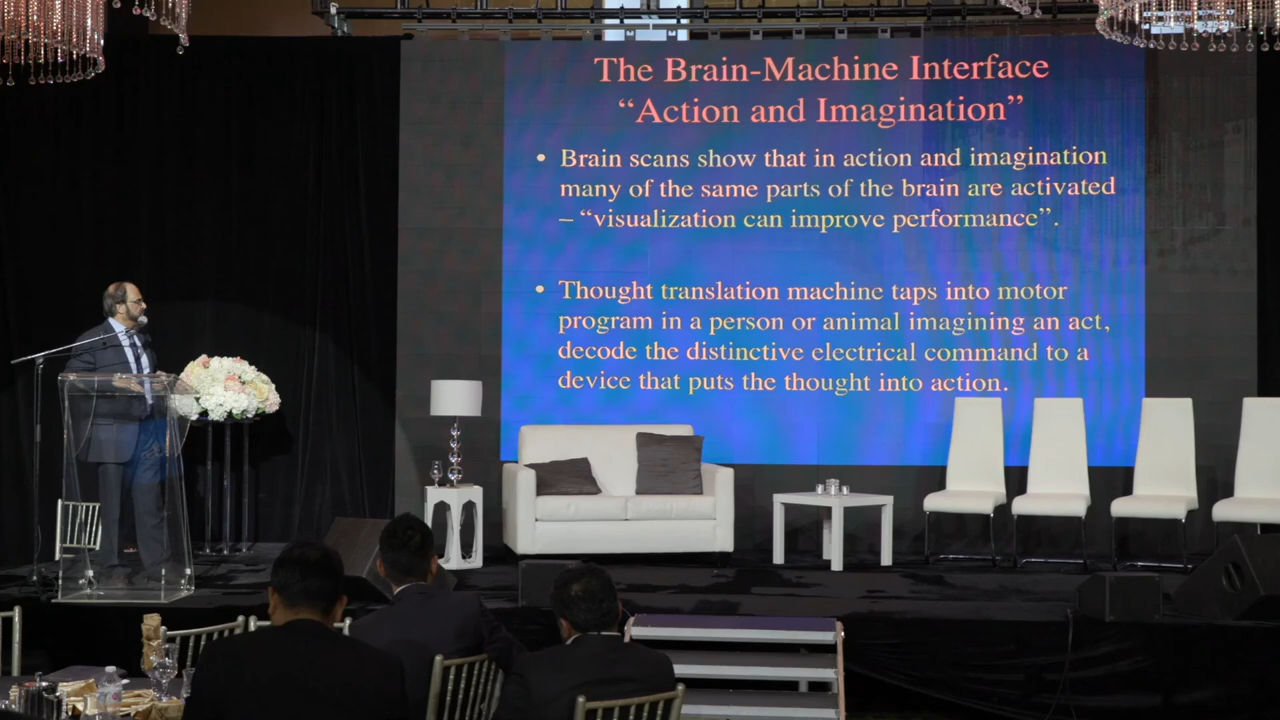 The Brain-Machine Interface
“Action and Imagination”
• Brain scans show that in action and imagination
many of the same parts of the brain are activated
– “visualization can improve performance”.
• Thought translation machine taps into motor
program in a person or animal imagining an act,
decode the distinctive electrical command to a
device that puts the thought into action.